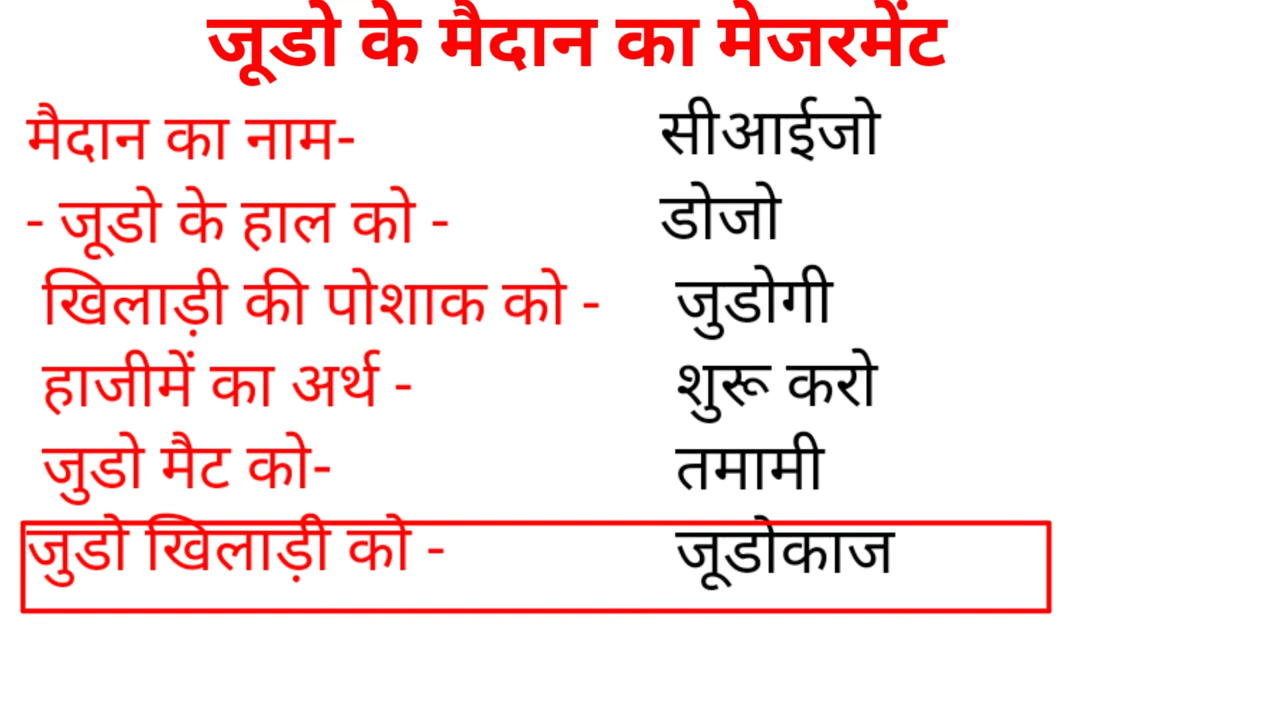 जूडो के मैदान का मेजरमेंट
मैदान का नाम- सीआईजो
- जूडो के हाल को - डोजो
खिलाड़ी की पोशाक को - जुडोगी
हाजीमें का अर्थ - शुरू करो
जुडो मैट को- तमामी
जुडो खिलाड़ी को - जूडोकाज